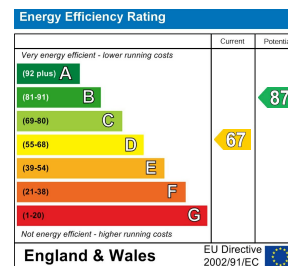 Energy Efficiency Rating
Current
Very energy efficient - lower running costs
(92 plus) A
(81-91) B
87
(69-80) C
(55-68) D
67
(39-54) E
(21-38) F
(1-20) G
Not energy efficient - higher running costs
England & Wales
EU Directive
2002/91/EC